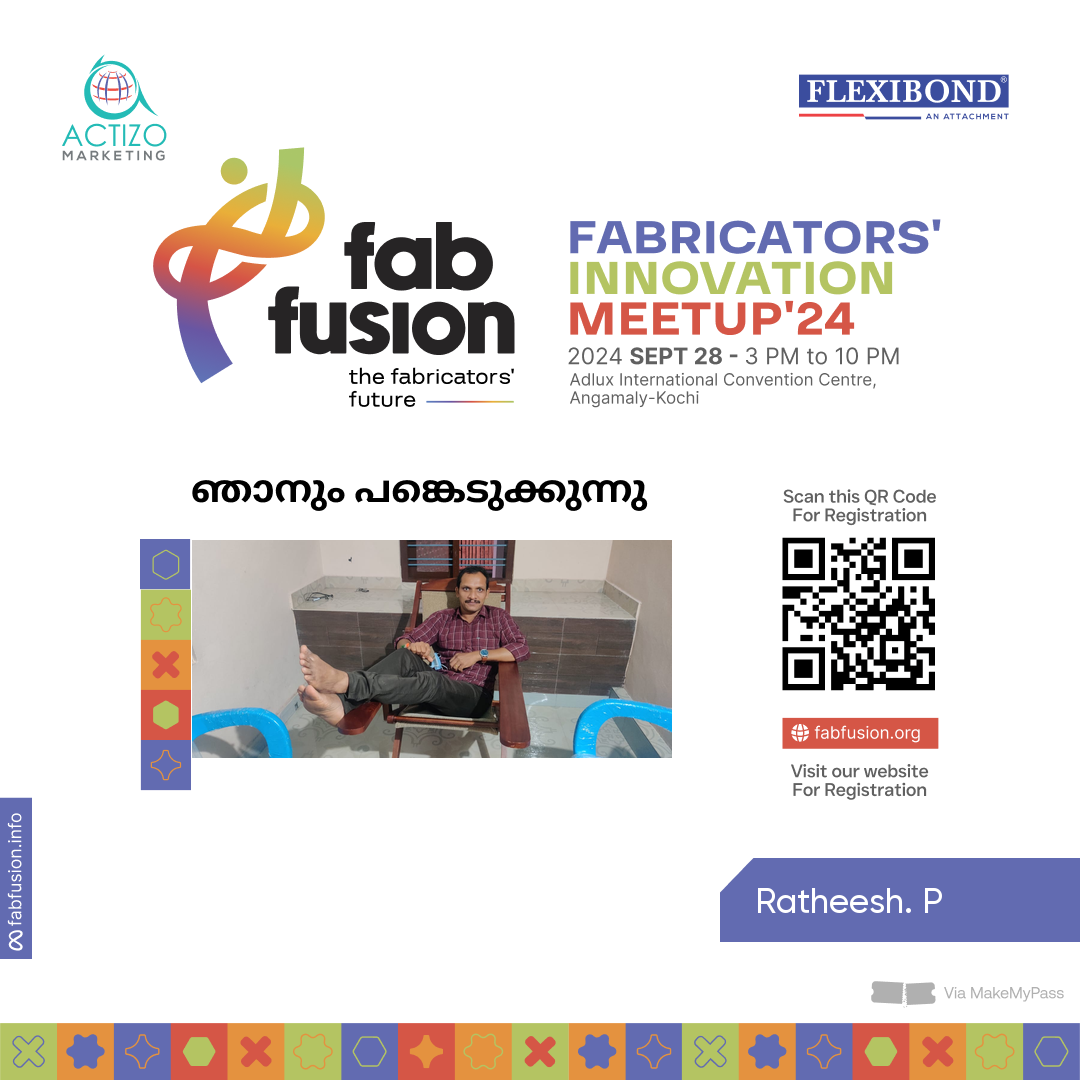 ACTIZO
MARKETING
FLEXIBOND®
AN ATTACHMENT
fab
fusion
the fabricators'
future
FABRICATORS'
INNOVATION
MEETUP'24
2024 SEPT 28 - 3 PM to 10 PM
Adlux International Convention Centre,
Angamaly-Kochi
ഞാനും പങ്കെടുക്കുന്നു
Scan this QR Code
For Registration
fabfusion.org
Visit our website
For Registration
fabfusion.info
Ratheesh. P
Via MakeMyPass